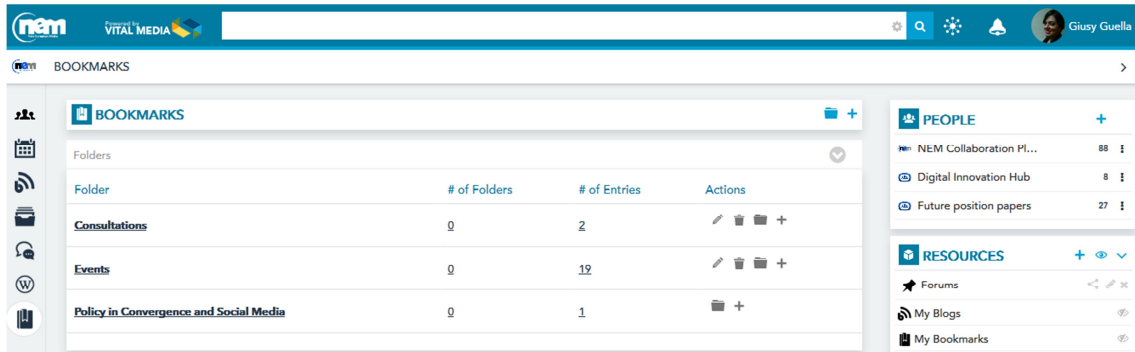 nem
Powered by
VITAL MEDIA
Giusy Guella
nem BOOKMARKS
BOOKMARKS
Folders
Folder # of Folders # of Entries Actions
Consultations 0 2
Events 0 19
Policy in Convergence and Social Media 0 1
PEOPLE
nem NEM Collaboration Pl... 88
Digital Innovation Hub 8
Future position papers 27
RESOURCES
Forums
My Blogs
My Bookmarks